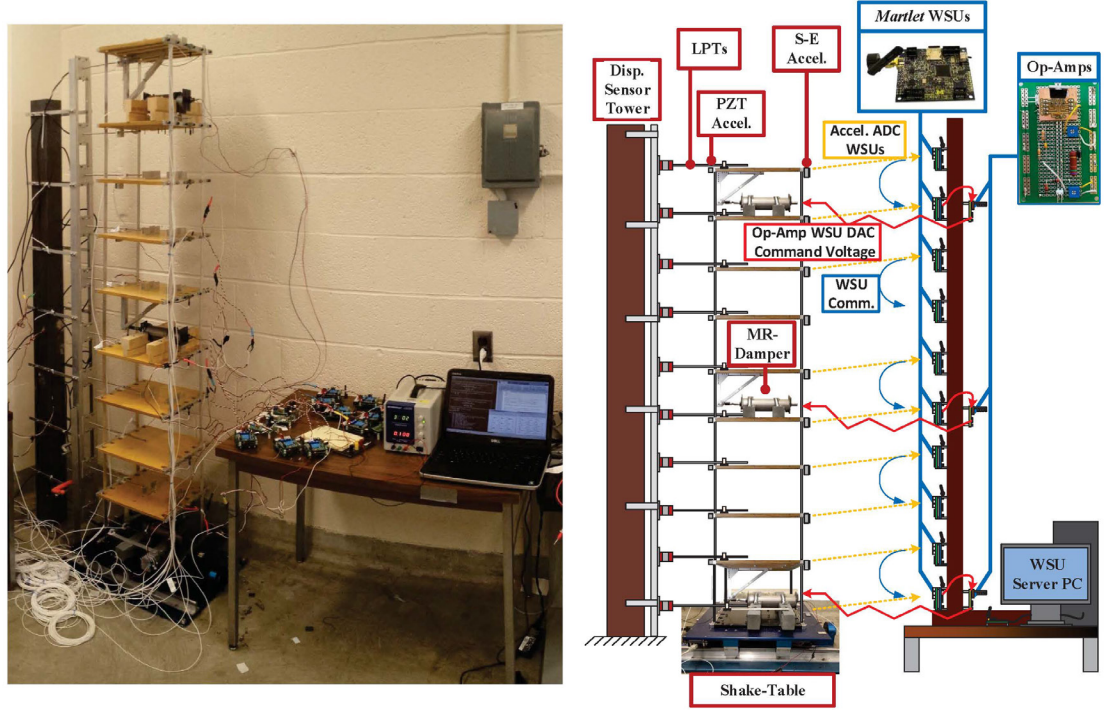 Martlet WSUs
S-E
Accel.
LPTs
Op-Amps
Disp.
Sensor
Tower
PZT
Accel.
Accel. ADC
WSUs
Op-Amp WSU DAC
Command Voltage
WSU
Comm.
MR-
Damper
WSU
Server PC
Shake-Table